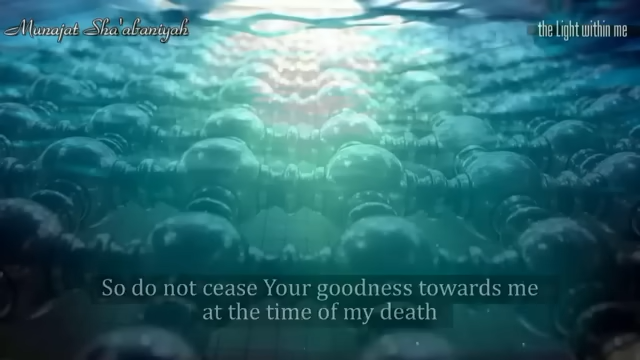 Munajat Sha'abaniyah
the Light within me
So do not cease Your goodness towards me
at the time of my death